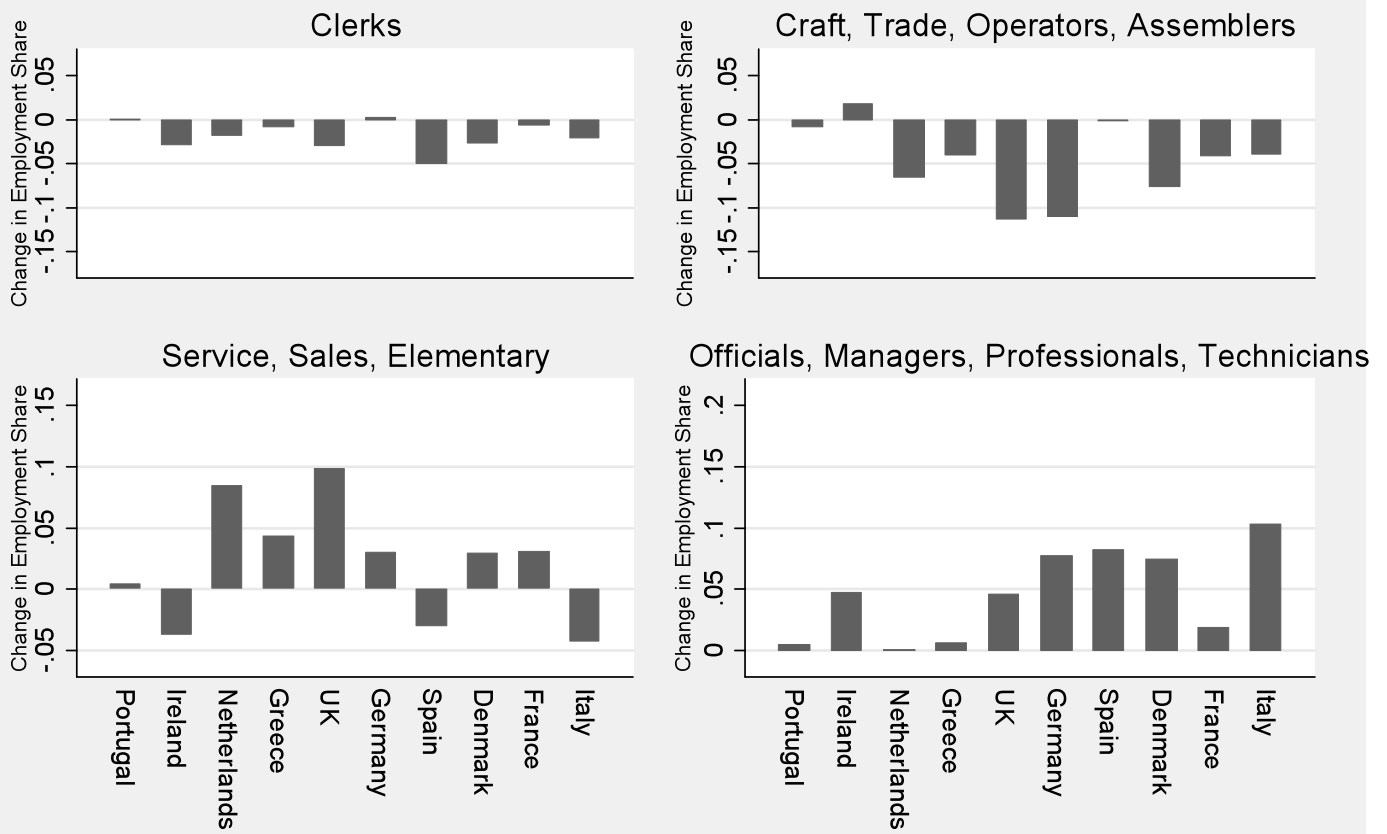 Clerks
Change in Employment Share
.05
0
-.05
-.1
-.15
Craft, Trade, Operators, Assemblers
Change in Employment Share
.05
0
-.05
-.1
-.15
Service, Sales, Elementary
Change in Employment Share
.15
.1
.05
0
-.05
Portugal
Ireland
Netherlands
Greece
UK
Germany
Spain
Denmark
France
Italy
Officials, Managers, Professionals, Technicians
Change in Employment Share
.2
.15
.1
.05
0
Portugal
Ireland
Netherlands
Greece
UK
Germany
Spain
Denmark
France
Italy